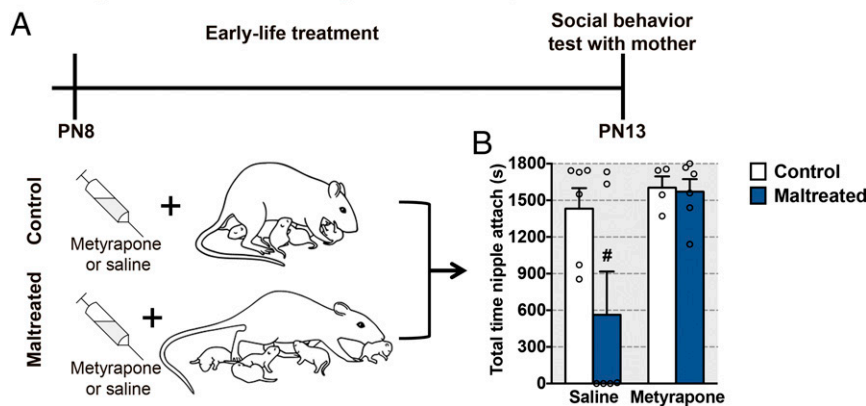 A
Early-life treatment
Social behavior
test with mother
PN8
PN13
Control
Metyrapone
or saline
+
Maltreated
Metyrapone
or saline
+
B
Total time nipple attach (s)
1800
1500
1200
900
600
300
0
#
Saline
Metyrapone
Control
Maltreated